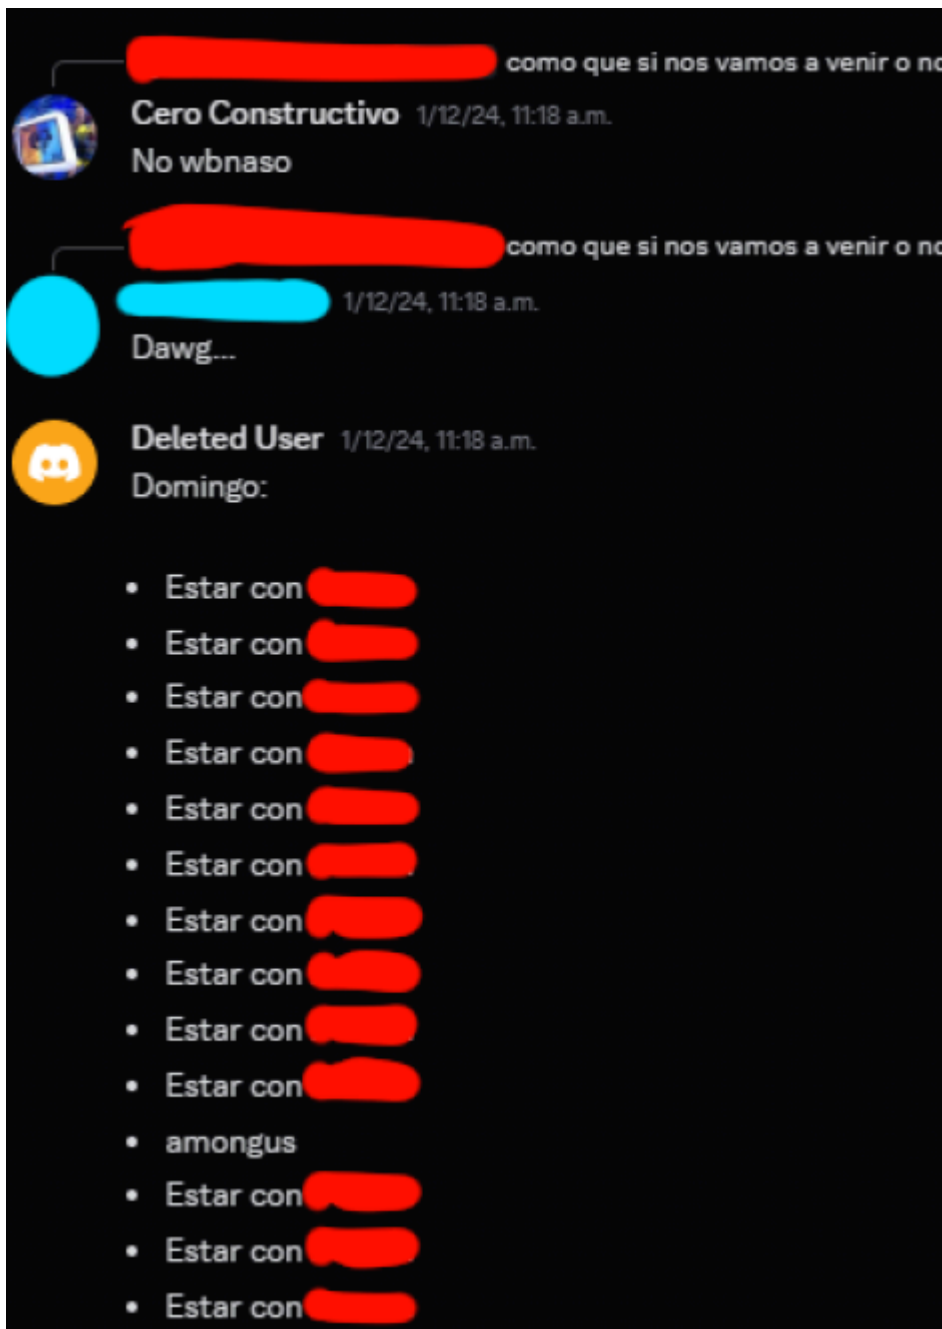 como que si nos vamos a venir o
Cero Constructivo 1/12/24, 11:18 a.m.
No wbnaso
como que si nos vamos a venir o
1/12/24, 11:18 a.m.
Dawg...
Deleted User 1/12/24, 11:18 a.m.
Domingo:
• Estar con
• Estar con
• Estar con
• Estar con
• Estar con
• Estar con
• Estar con
• Estar con
• Estar con
• Estar con
• amongus
• Estar con
• Estar con
• Estar con